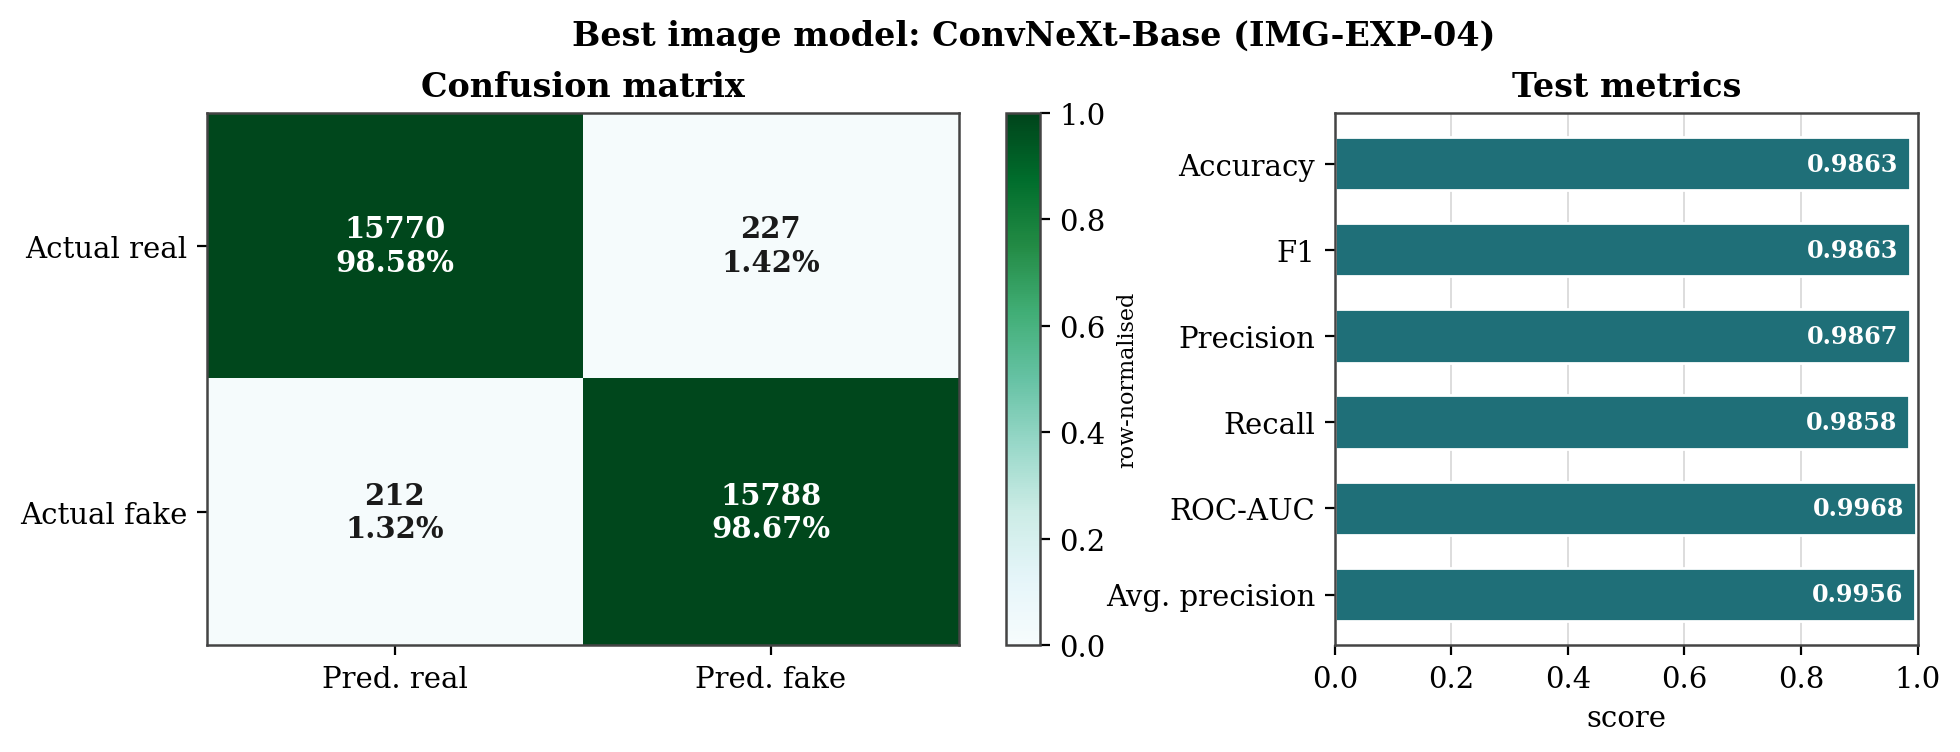 Best image model: ConvNeXt-Base (IMG-EXP-04)
Confusion matrix
Actual real
15770
98.58%
227
1.42%
Actual fake
212
1.32%
15788
98.67%
Pred. real
Pred. fake
1.0
0.8
0.6
0.4
0.2
0.0
row-normalised
Test metrics
Accuracy
0.9863
F1
0.9863
Precision
0.9867
Recall
0.9858
ROC-AUC
0.9968
Avg. precision
0.9956
0.0
0.2
0.4
0.6
0.8
1.0
score